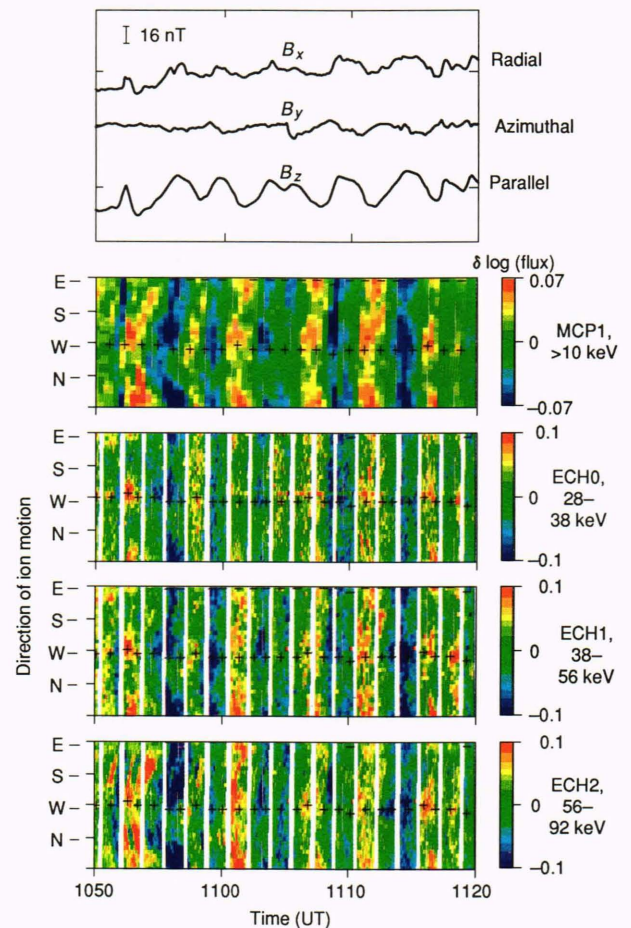 16 nT
Bx
Radial
By
Azimuthal
Bz
Parallel
δ log (flux)
E
S
W
N
0.07
0
–0.07
MCP1,
>10 keV
E
S
W
N
0.1
0
–0.1
ECH0,
28–
38 keV
Direction of ion motion
E
S
W
N
0.1
0
–0.1
ECH1,
38–
56 keV
E
S
W
N
0.1
0
–0.1
ECH2,
56–
92 keV
1050
1100
1110
1120
Time (UT)